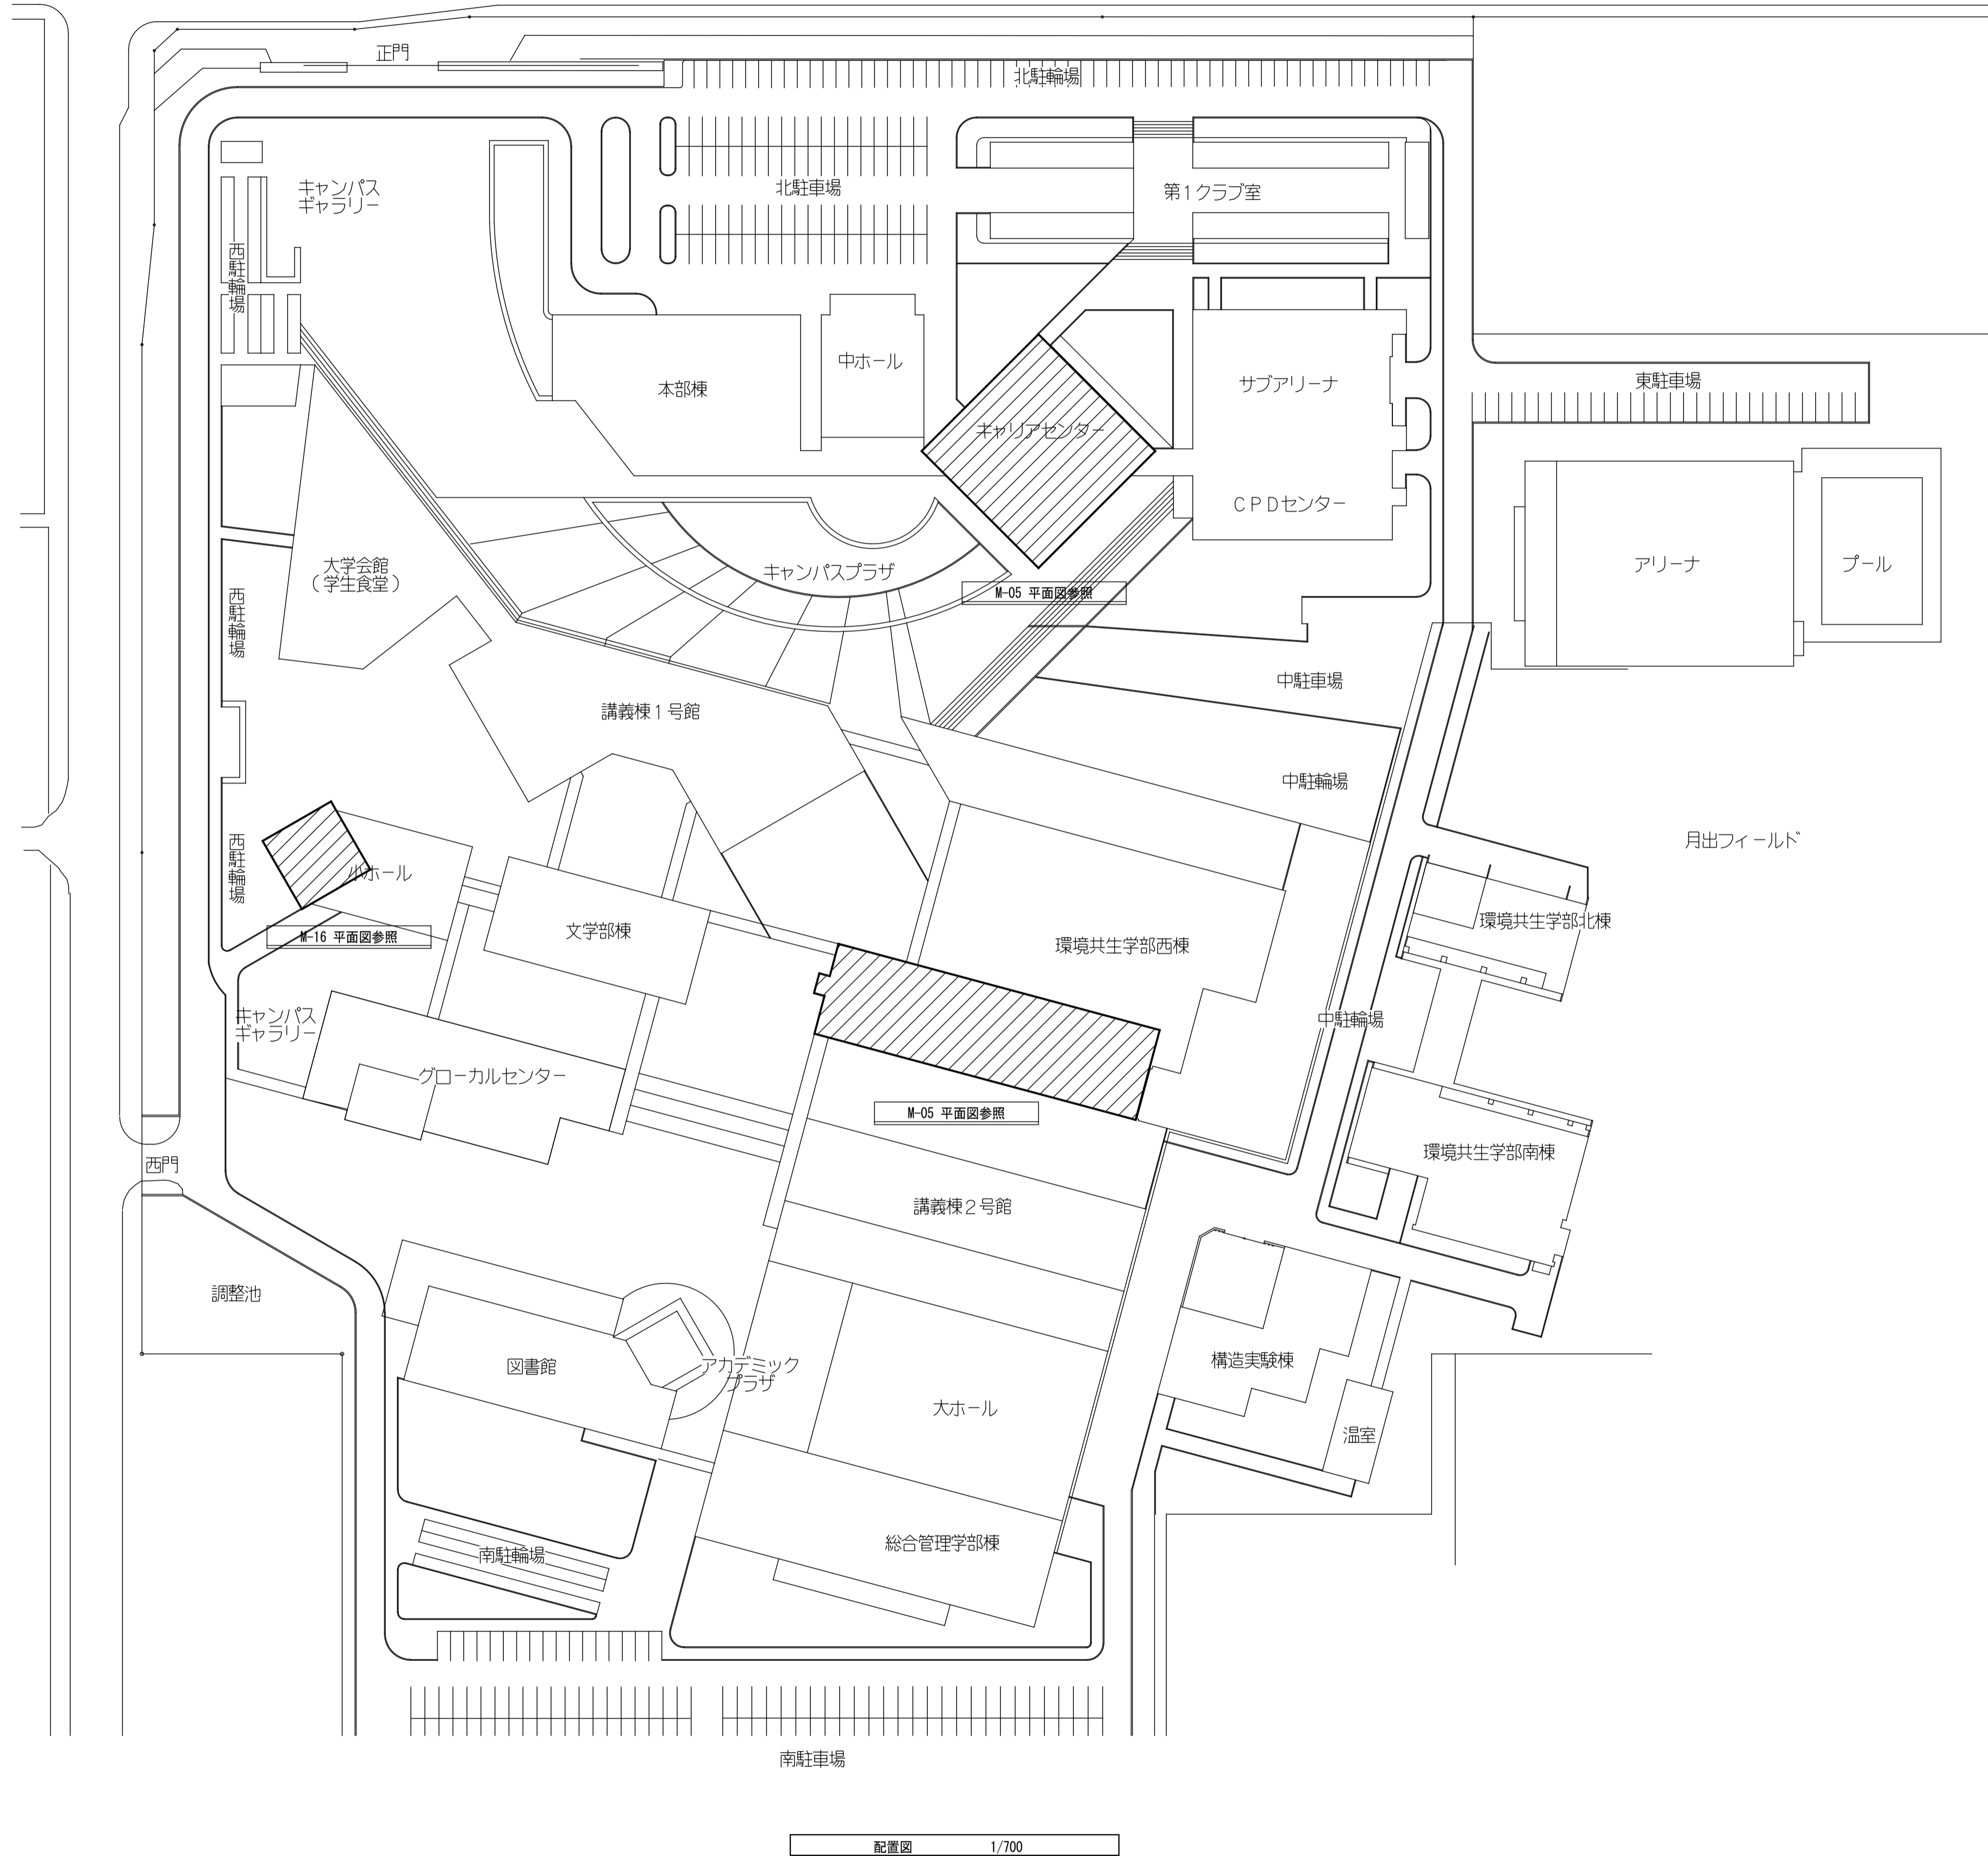 正門
北駐輪場
キャンパス
ギャラリー
北駐車場
第1クラブ室
西駐輪場
中ホール
本部棟
サブアリーナ
東駐車場
キャリアセンター
CPDセンター
大学会館
(学生食堂)
キャンパスプラザ
アリーナ
プール
M-05 平面図参照
西駐輪場
中駐車場
講義棟1号館
中駐輪場
月出フィールド
西駐輪場
小ホール
環境共生学部北棟
文学部棟
M-16 平面図参照
環境共生学部西棟
キャンパス
ギャラリー
中駐輪場
グローカルセンター
M-05 平面図参照
環境共生学部南棟
西門
講義棟2号館
調整池
図書館
アカデミック
プラザ
構造実験棟
大ホール
温室
総合管理学部棟
南駐輪場
南駐車場
配置図 1/700